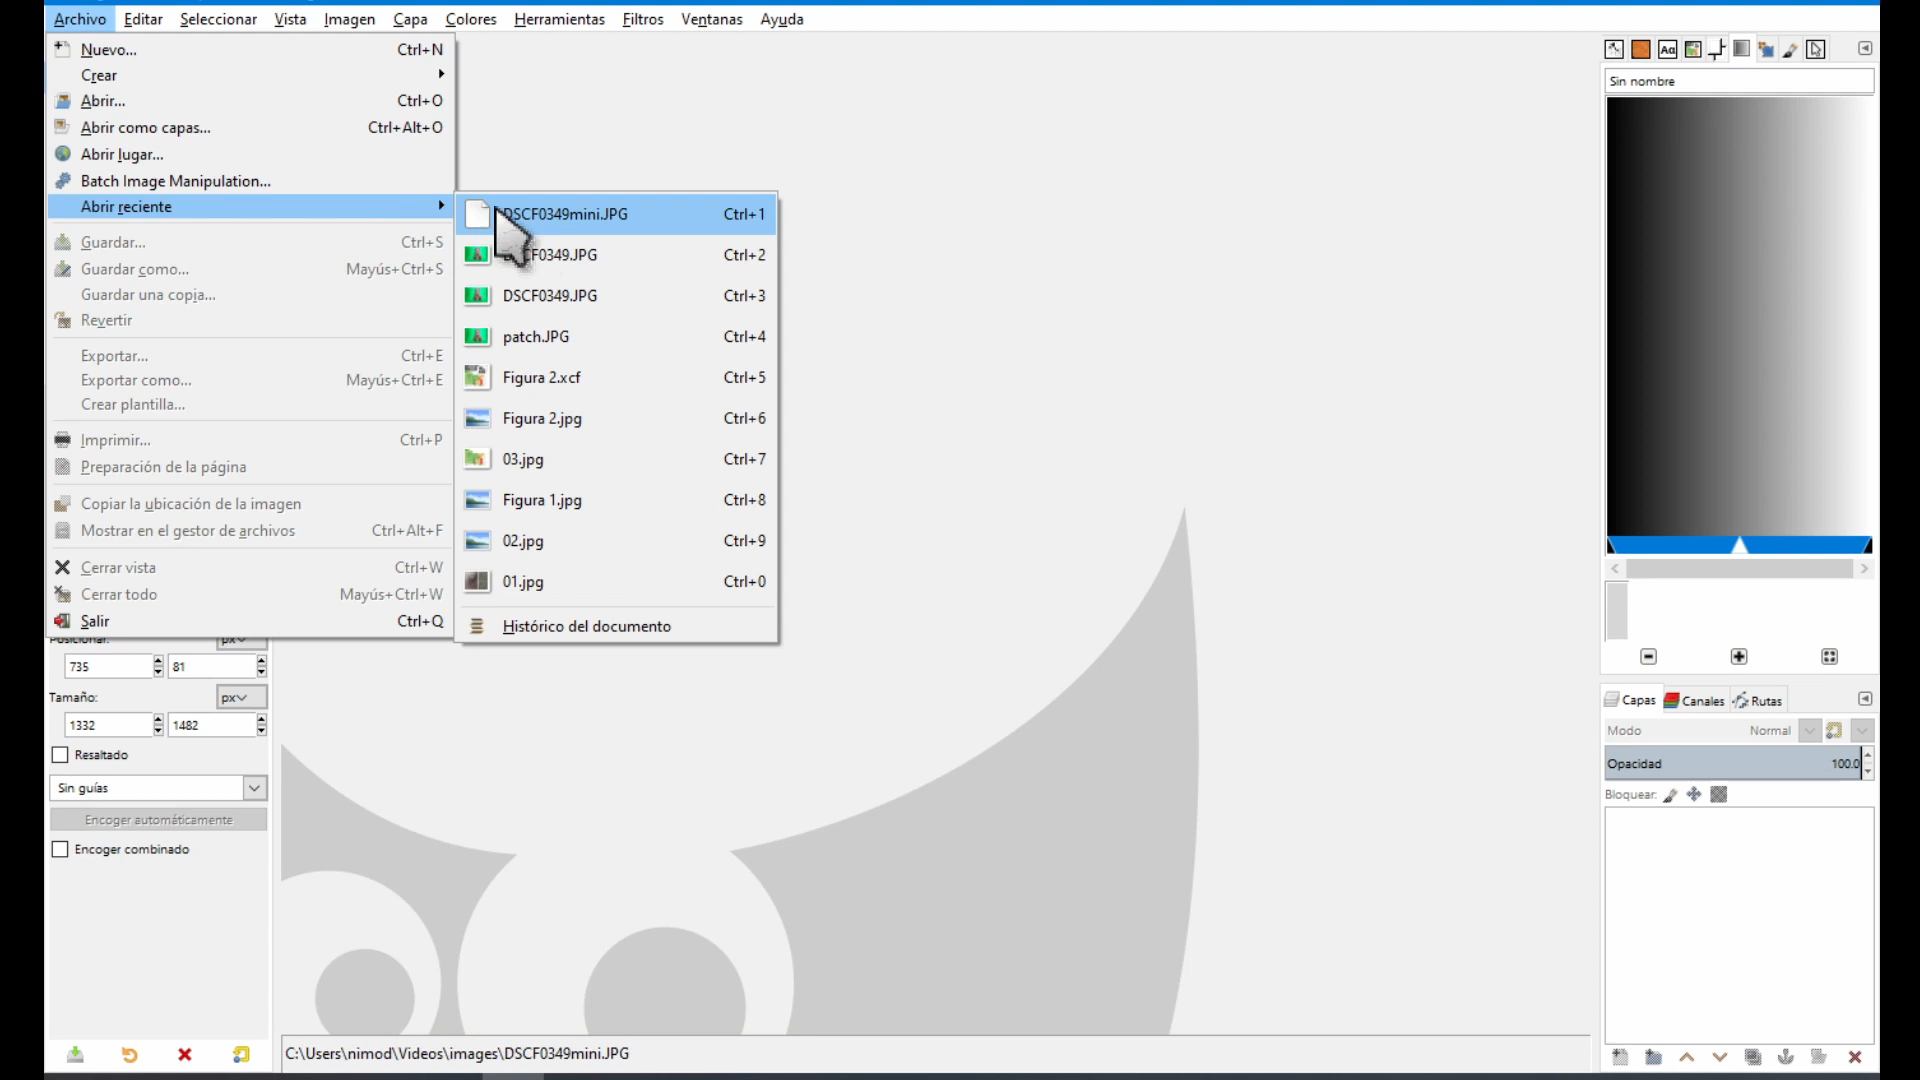 Archivo Editar Seleccionar Vista Imagen Capa Colores Herramientas Filtros Ventanas Ayuda
Nuevo... Ctrl+N
Crear
Abrir... Ctrl+O
Abrir como capas... Ctrl+Alt+O
Abrir lugar...
Batch Image Manipulation...
Abrir reciente
Guardar... Ctrl+S
Guardar como... Mayús+Ctrl+S
Guardar una copia...
Revertir
Exportar... Ctrl+E
Exportar como... Mayús+Ctrl+E
Crear plantilla...
Imprimir... Ctrl+P
Preparación de la página
Copiar la ubicación de la imagen
Mostrar en el gestor de archivos Ctrl+Alt+F
Cerrar vista Ctrl+W
Cerrar todo Mayús+Ctrl+W
Salir Ctrl+Q
DSCF0349mini.JPG Ctrl+1
F0349.JPG Ctrl+2
DSCF0349.JPG Ctrl+3
patch.JPG Ctrl+4
Figura 2.xcf Ctrl+5
Figura 2.jpg Ctrl+6
03.jpg Ctrl+7
Figura 1.jpg Ctrl+8
02.jpg Ctrl+9
01.jpg Ctrl+0
Histórico del documento
Posicionar: px
735 81
Tamaño: px
1332 1482
Resaltado
Sin guías
Encoger automáticamente
Encoger combinado
C:\Users\nimod\Videos\images\DSCF0349mini.JPG
Aa
Sin nombre
Capas Canales Rutas
Modo Normal
Opacidad 100.0
Bloquear: